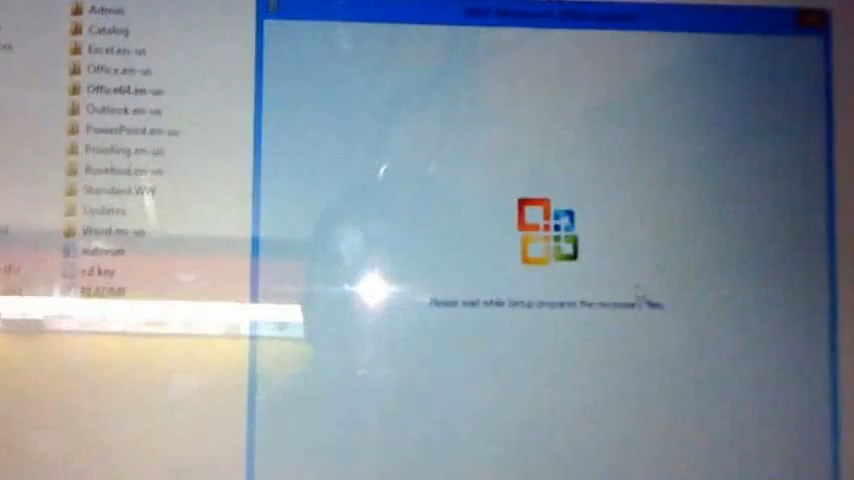 Admin
Catalog
Excel.en-us
Office.en-us
Office64.en-us
Outlook.en-us
PowerPoint.en-us
Proofing.en-us
Rosebud.en-us
Standard.WW
Updates
Word.en-us
autorun
cd key
README
Please wait while Setup prepares the necessary files.